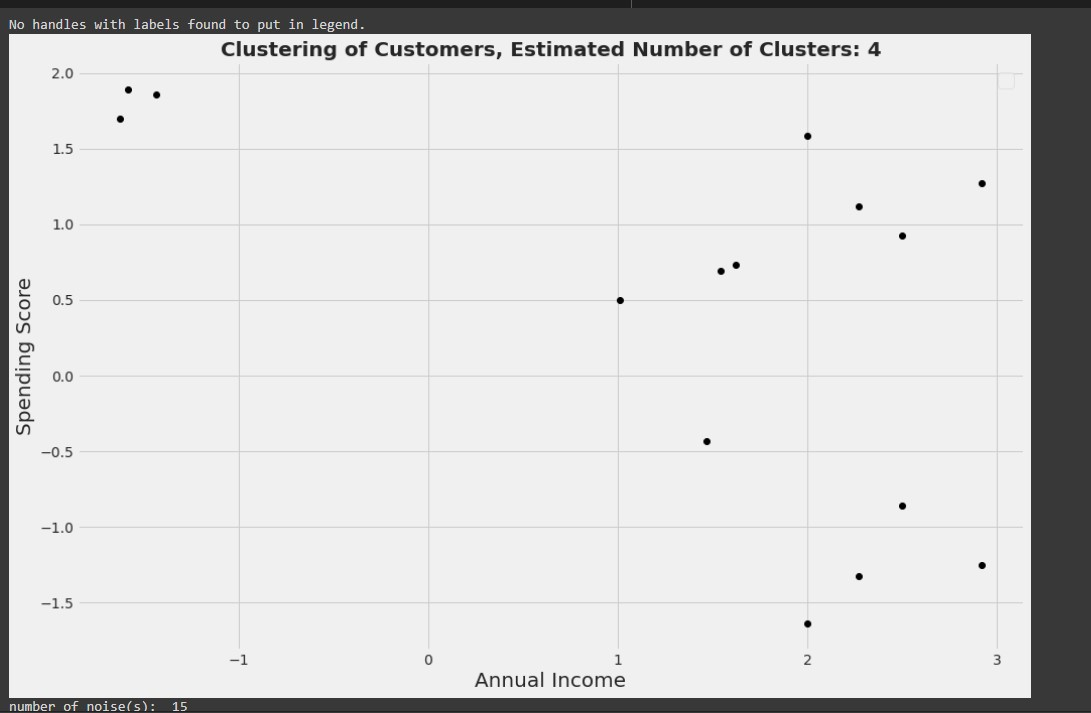 No handles with labels found to put in legend.
Clustering of Customers, Estimated Number of Clusters: 4
2.0
1.5
1.0
0.5
0.0
−0.5
−1.0
−1.5
Spending Score
−1 0 1 2 3
Annual Income
number of noise(s): 15